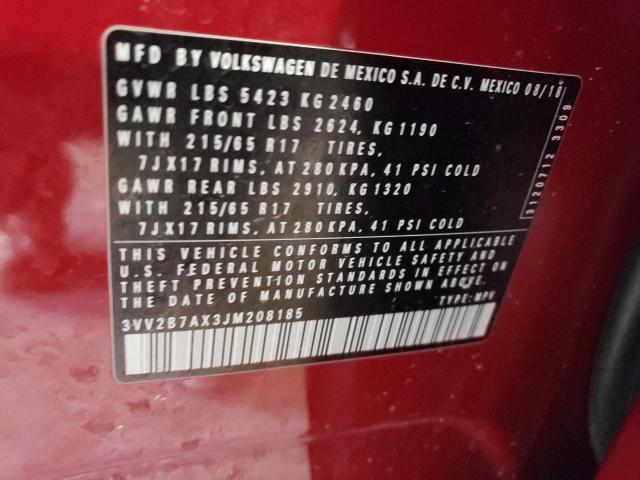 MFD BY VOLKSWAGEN DE MEXICO S.A. DE C.V. MEXICO 08/18
GVWR LBS 5423 KG 2460
GAWR FRONT LBS 2624, KG 1190
WITH 215/65 R17 TIRES,
7JX17 RIMS, AT 280 KPA, 41 PSI COLD
GAWR REAR LBS 2910, KG 1320
WITH 215/65 R17 TIRES,
7JX17 RIMS, AT 280 KPA, 41 PSI COLD
3120712 3309
THIS VEHICLE CONFORMS TO ALL APPLICABLE
U.S. FEDERAL MOTOR VEHICLE SAFETY AND
THEFT PREVENTION STANDARDS IN EFFECT ON
THE DATE OF MANUFACTURE SHOWN ABOVE.
3VV2B7AX3JM208185 TYPE: MPV